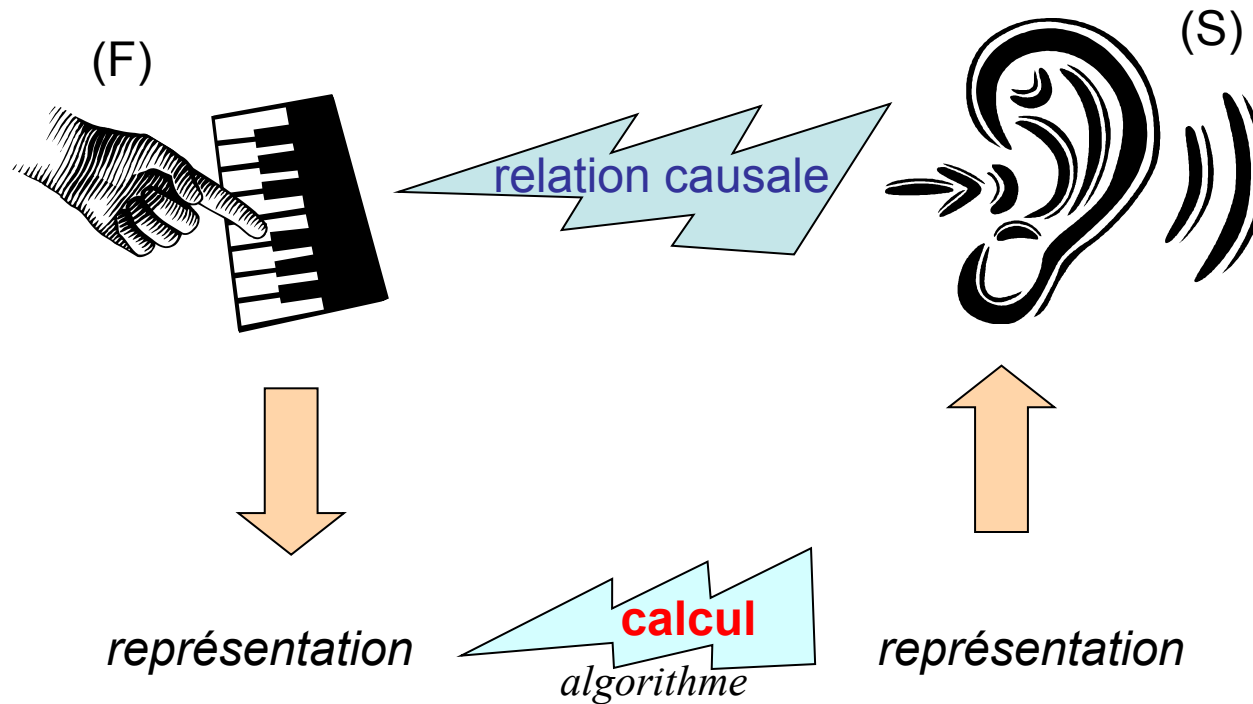 (F)
(S)
relation causale
représentation
calcul
algorithme
représentation